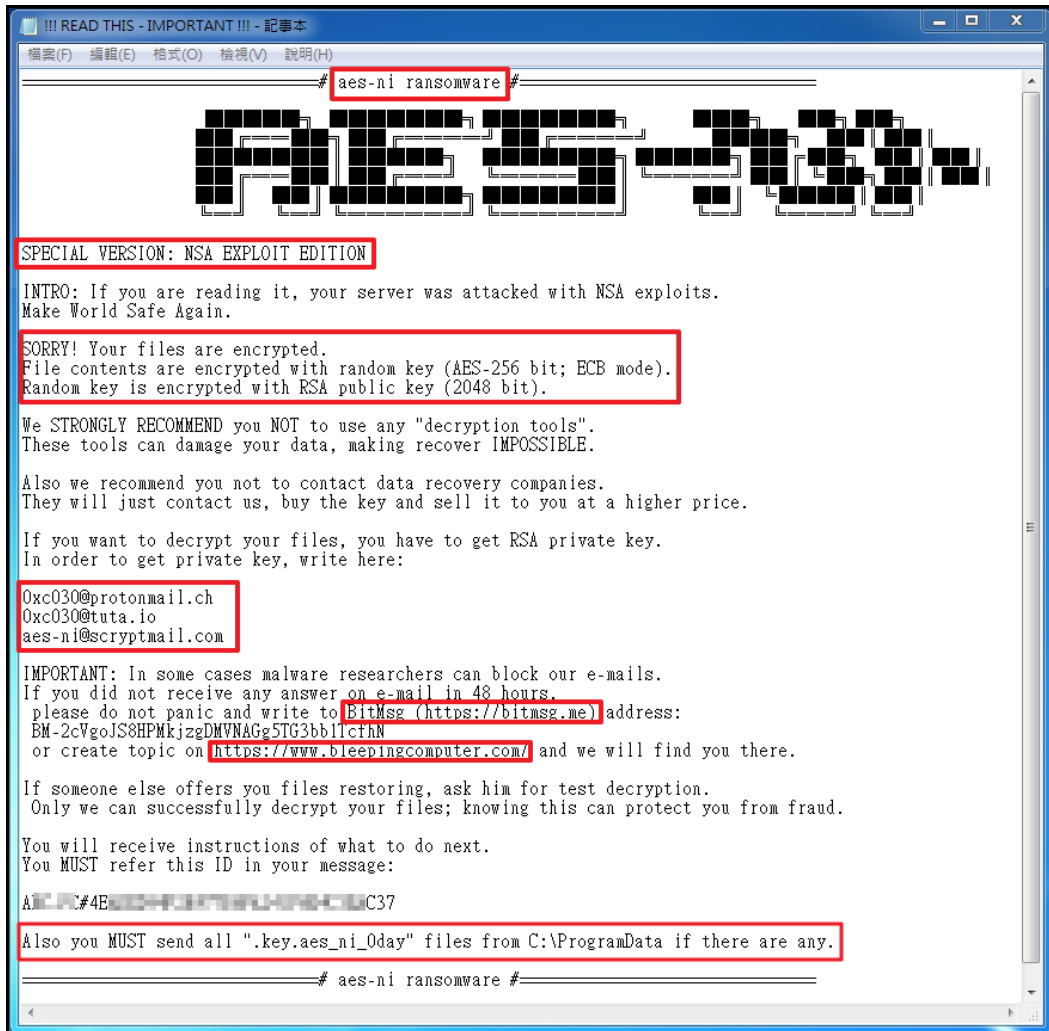 !!! READ THIS - IMPORTANT !!! - 記事本
檔案(F) 編輯(E) 格式(O) 檢視(V) 說明(H)
# aes-ni ransomware #
AES-NI
SPECIAL VERSION: NSA EXPLOIT EDITION
INTRO: If you are reading it, your server was attacked with NSA exploits.
Make World Safe Again.
SORRY! Your files are encrypted.
File contents are encrypted with random key (AES-256 bit; ECB mode).
Random key is encrypted with RSA public key (2048 bit).
We STRONGLY RECOMMEND you NOT to use any "decryption tools".
These tools can damage your data, making recover IMPOSSIBLE.
Also we recommend you not to contact data recovery companies.
They will just contact us, buy the key and sell it to you at a higher price.
If you want to decrypt your files, you have to get RSA private key.
In order to get private key, write here:
0xc030@protonmail.ch
0xc030@tuta.io
aes-ni@scryptmail.com
IMPORTANT: In some cases malware researchers can block our e-mails.
If you did not receive any answer on e-mail in 48 hours,
please do not panic and write to BitMsg (https://bitmsg.me) address:
BM-2cVgoJS8HPMkjzgDMVNAGg5TG3bb1TcfhN
or create topic on https://www.bleepingcomputer.com/ and we will find you there.
If someone else offers you files restoring, ask him for test decryption.
Only we can successfully decrypt your files; knowing this can protect you from fraud.
You will receive instructions of what to do next.
You MUST refer this ID in your message:
C#4E C37
Also you MUST send all ".key.aes_ni_0day" files from C:\ProgramData if there are any.
# aes-ni ransomware #